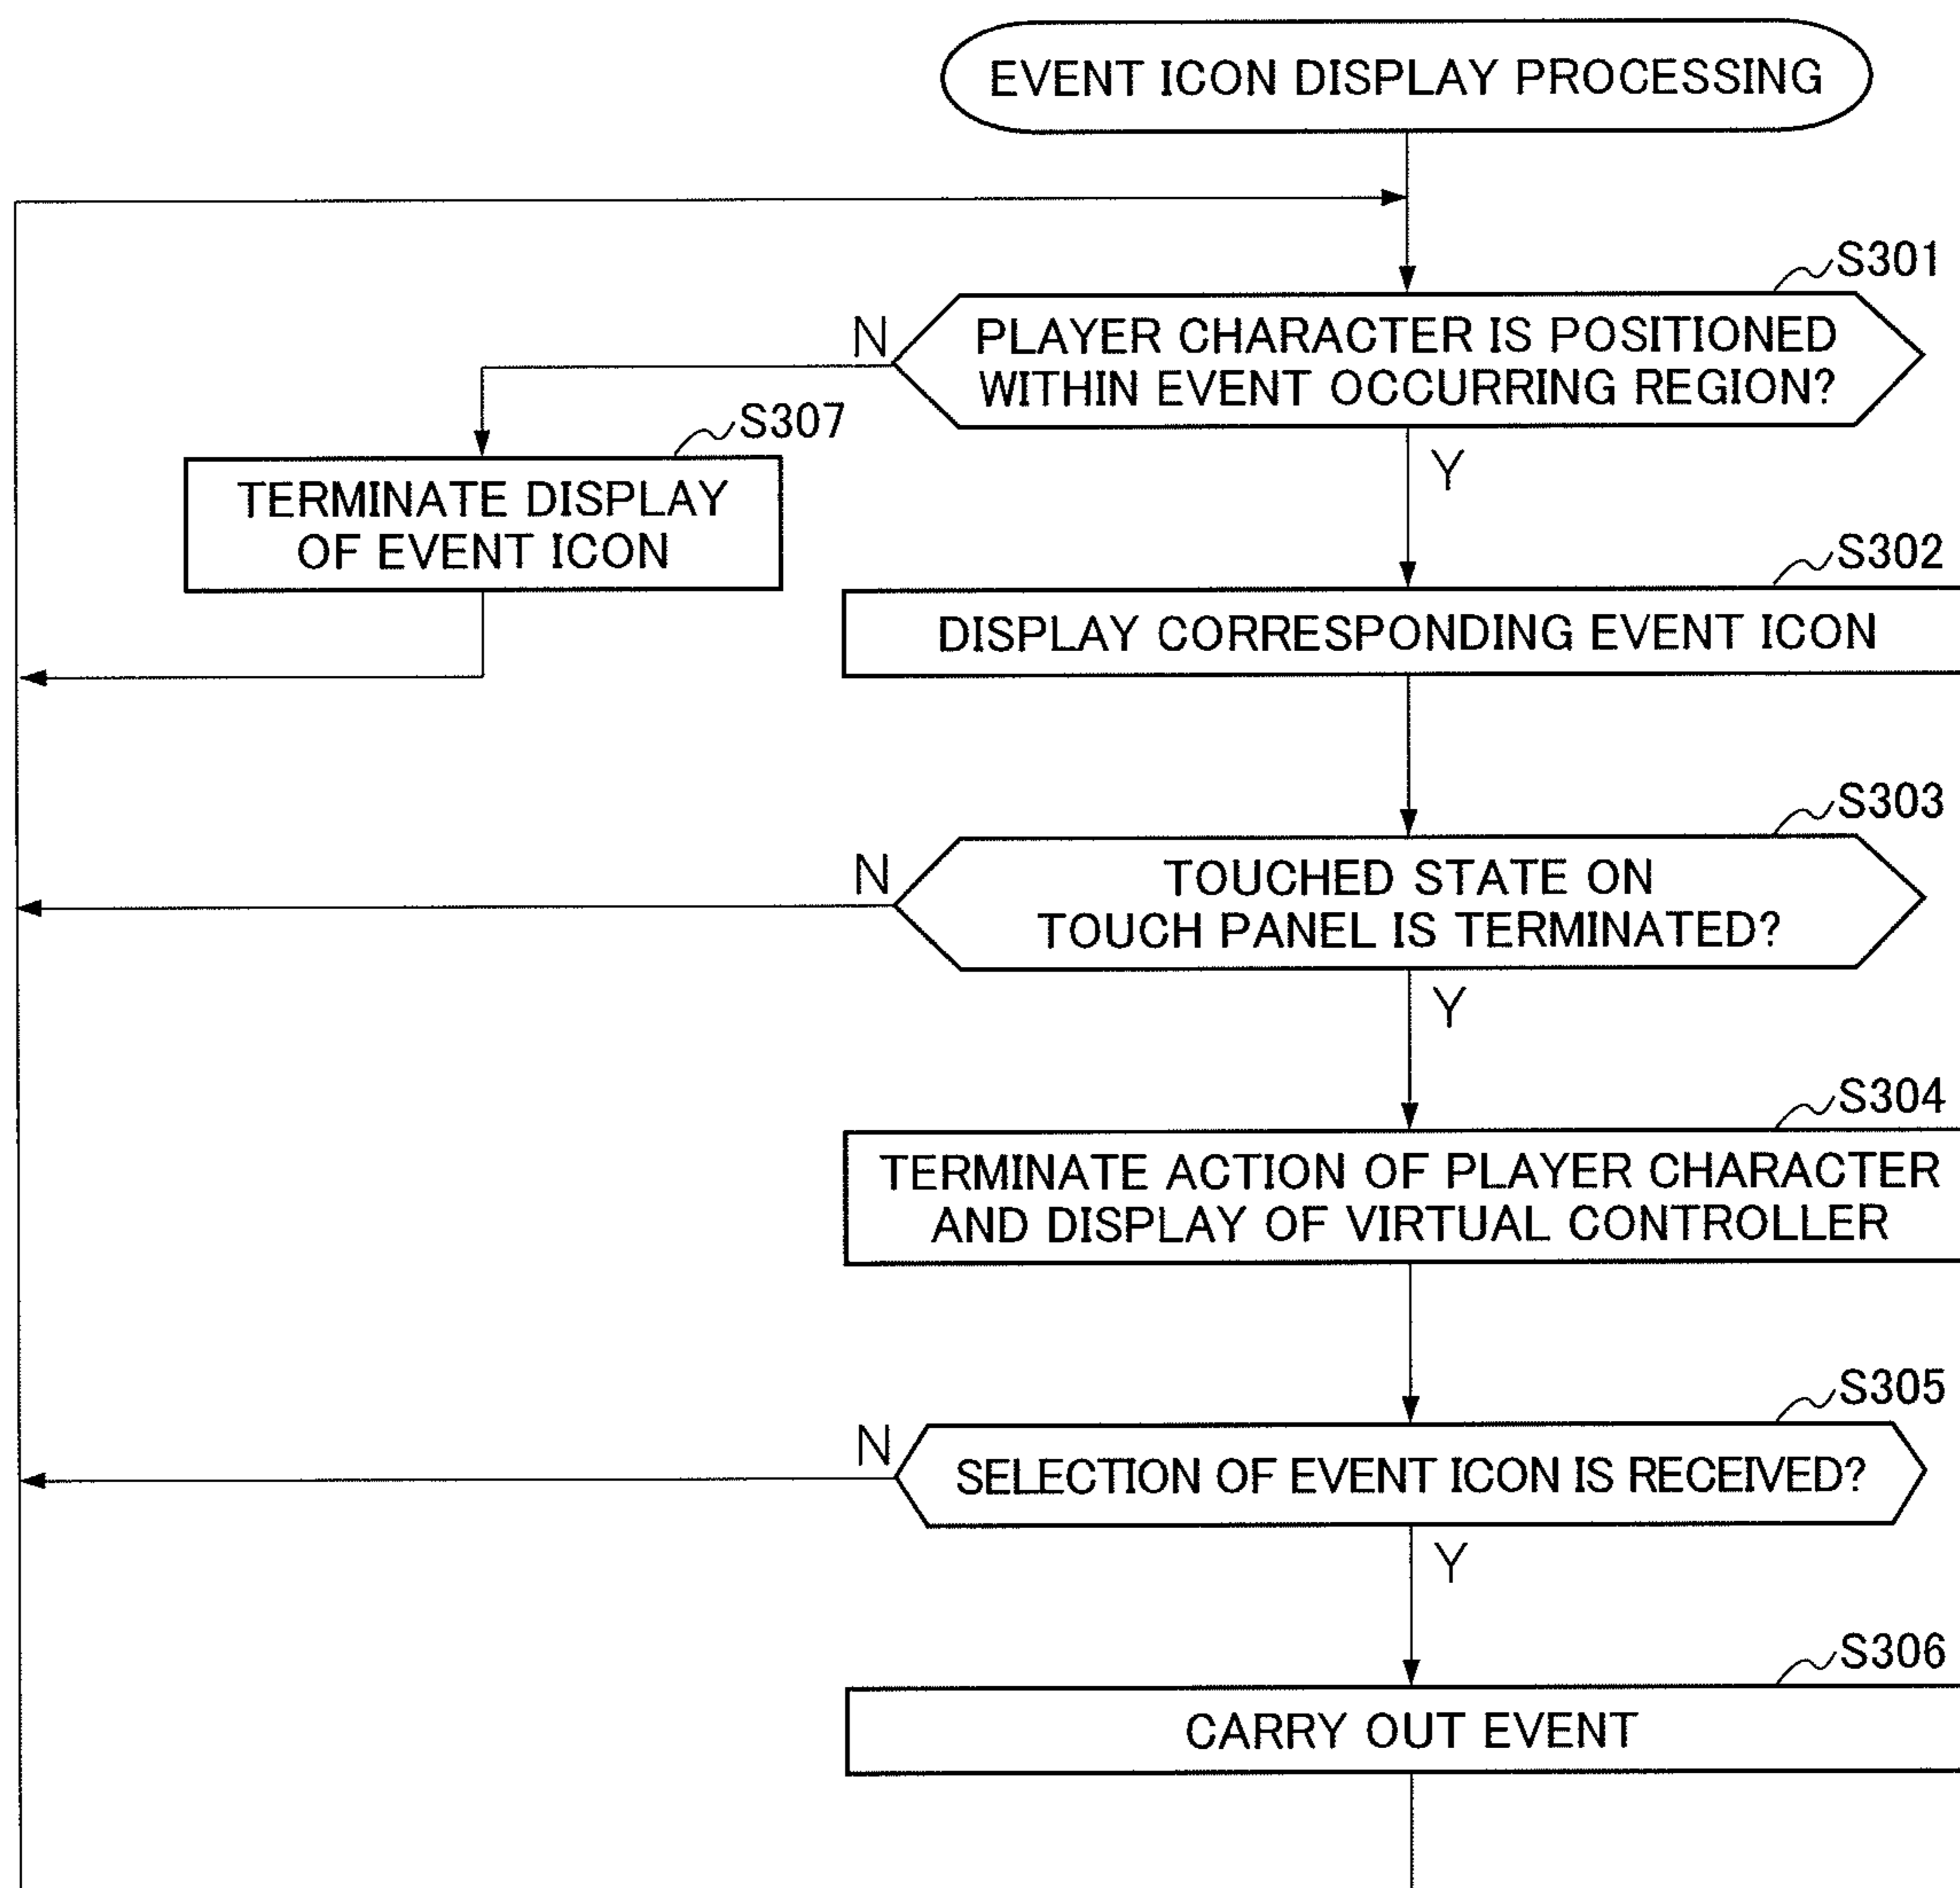 EVENT ICON DISPLAY PROCESSING
S301
N
PLAYER CHARACTER IS POSITIONED
WITHIN EVENT OCCURRING REGION?
S307
Y
TERMINATE DISPLAY
OF EVENT ICON
S302
DISPLAY CORRESPONDING EVENT ICON
S303
N
TOUCHED STATE ON
TOUCH PANEL IS TERMINATED?
Y
S304
TERMINATE ACTION OF PLAYER CHARACTER
AND DISPLAY OF VIRTUAL CONTROLLER
S305
N
SELECTION OF EVENT ICON IS RECEIVED?
Y
S306
CARRY OUT EVENT